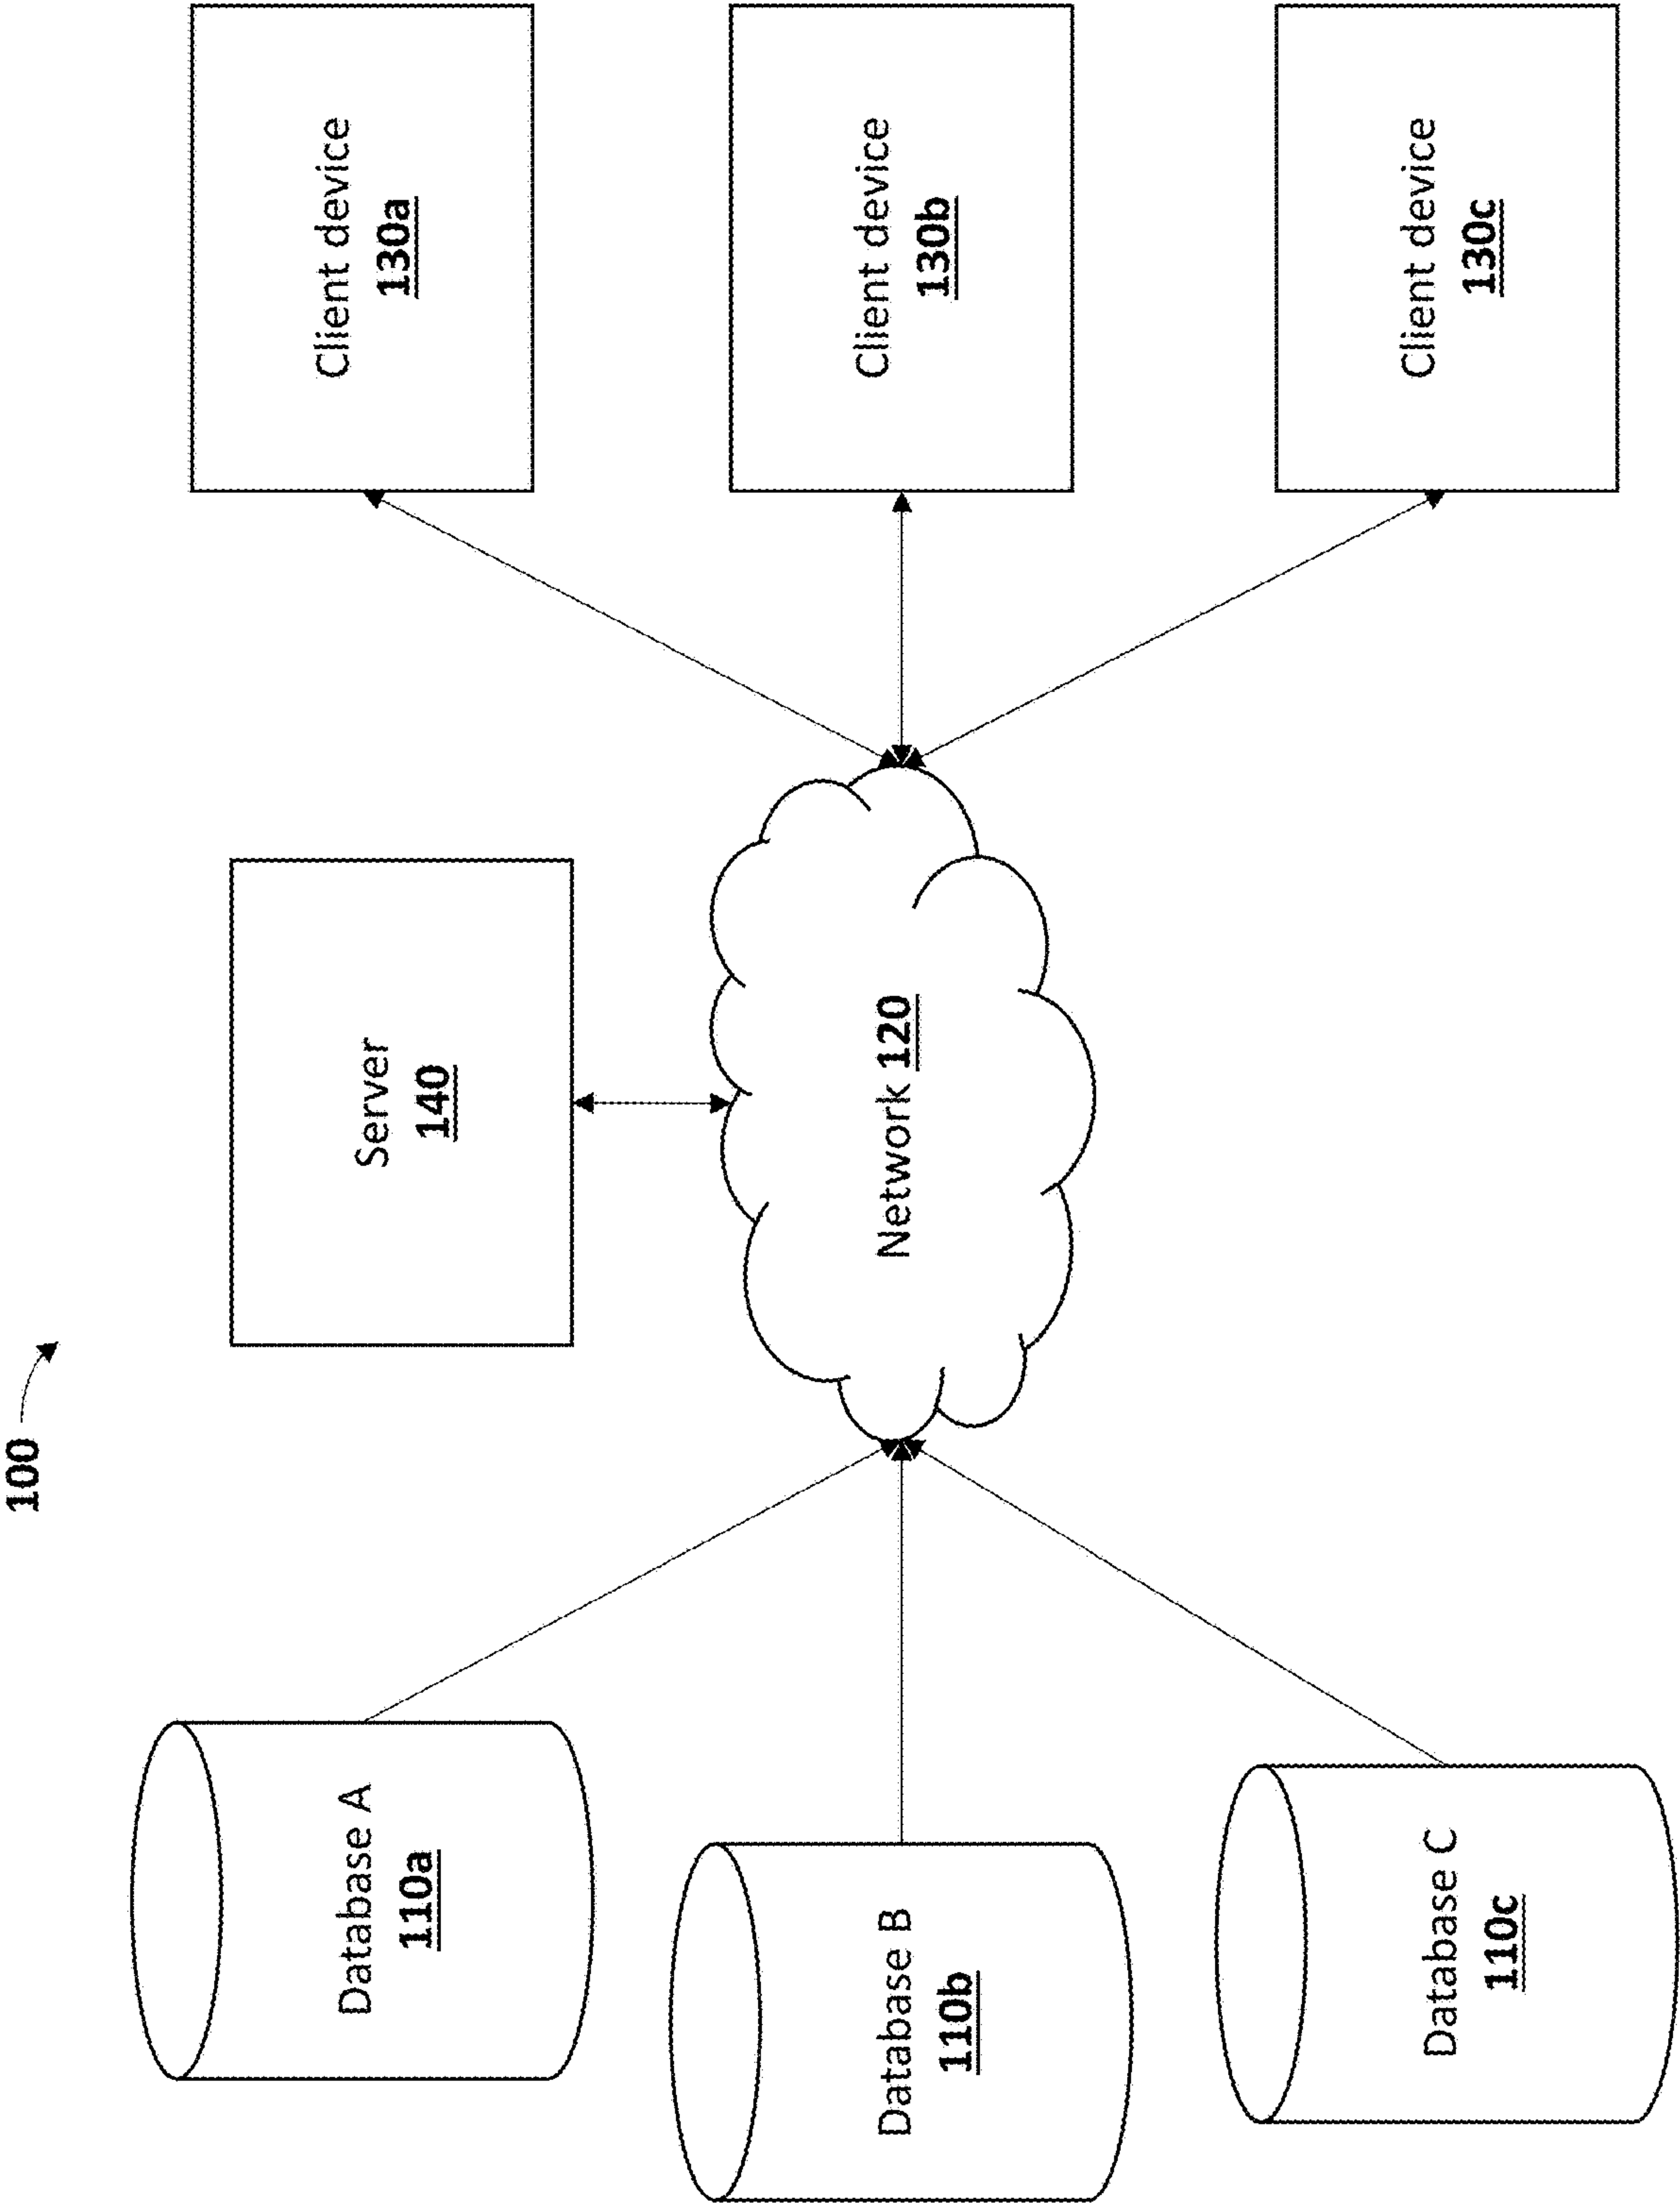 100
Server
140
Database A
110a
Client device
130a
Database B
110b
Network 120
Client device
130b
Database C
110c
Client device
130c